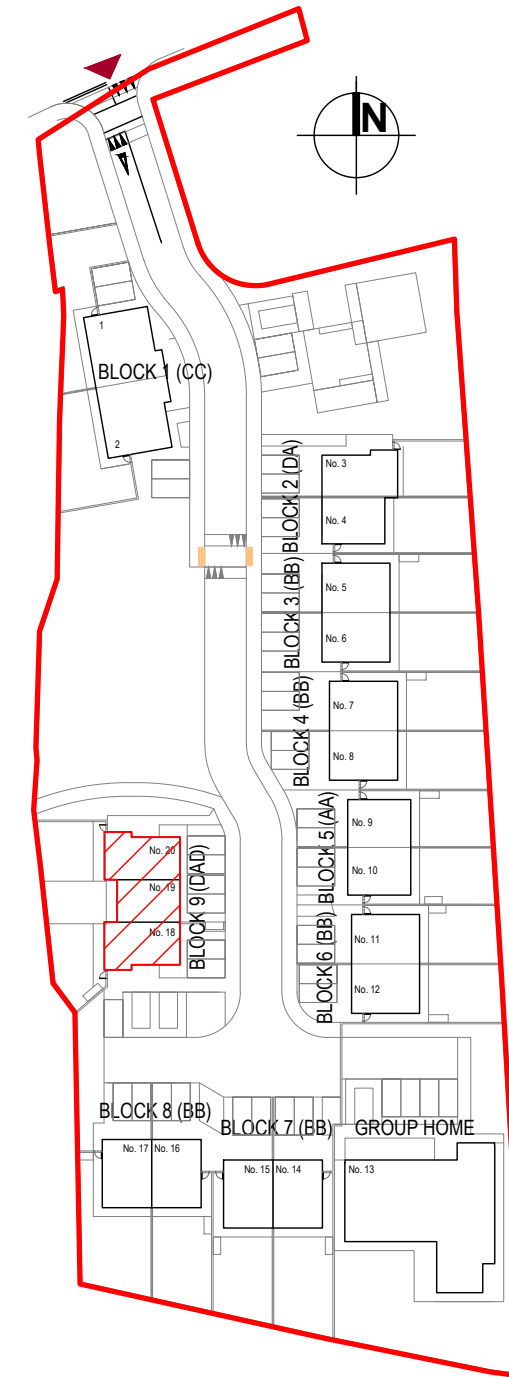 N
1
BLOCK 1 (CC)
2
BLOCK 2 (DA)
No. 3
No. 4
BLOCK 3 (BB)
No. 5
No. 6
BLOCK 4 (BB)
No. 7
No. 8
BLOCK 5 (AA)
No. 9
No. 10
BLOCK 9 (DAD)
No. 20
No. 19
No. 18
BLOCK 6 (BB)
No. 11
No. 12
BLOCK 8 (BB)
No. 17
No. 16
BLOCK 7 (BB)
No. 15
No. 14
GROUP HOME
No. 13